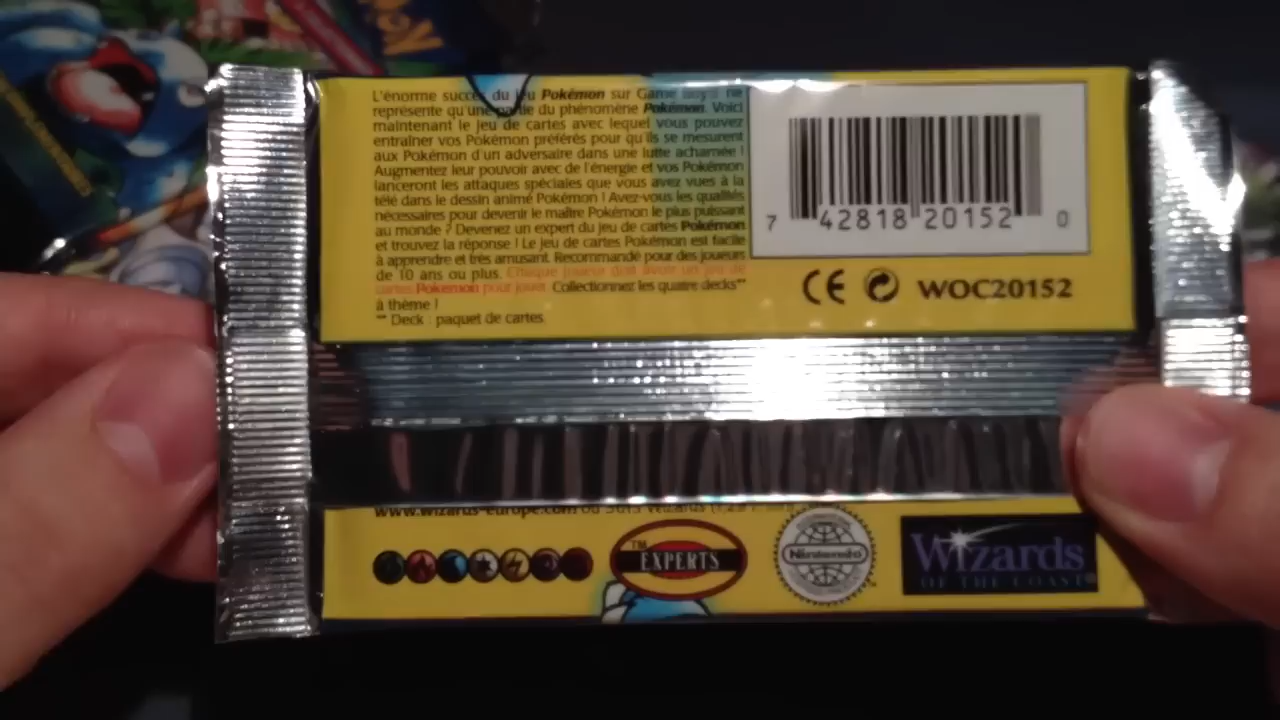 L'énorme succès du jeu Pokémon sur Game Boy ! ne
représente qu'une partie du phénomène Pokémon. Voici
maintenant le jeu de cartes avec lequel vous pouvez
entraîner vos Pokémon préférés pour qu'ils se mesurent
aux Pokémon d'un adversaire dans une lutte acharnée !
Augmentez leur pouvoir avec de l'énergie et vos Pokémon
lanceront les attaques spéciales que vous avez vues à la
télé dans le dessin animé Pokémon ! Avez-vous les qualités
nécessaires pour devenir le maître Pokémon le plus puissant
au monde ? Devenez un expert du jeu de cartes Pokémon
et trouvez la réponse ! Le jeu de cartes Pokémon est facile
à apprendre et très amusant. Recommandé pour des joueurs
de 10 ans ou plus. Chaque joueur doit avoir un jeu de
cartes Pokémon pour jouer. Collectionnez les quatre decks**
à thème !
** Deck : paquet de cartes.
7 42818 20152 0
CE WOC20152
www.wizards-europe.com ou 3615 Wizards
TM
EXPERTS
Nintendo
Wizards
OF THE COAST